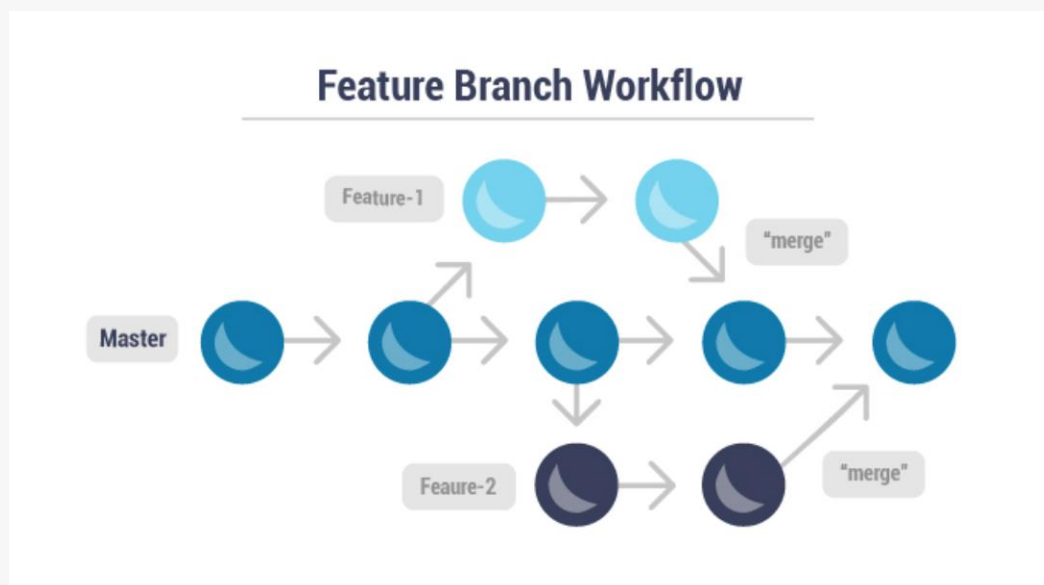 Feature Branch Workflow
Feature-1
“merge”
Master
Feaure-2
“merge”